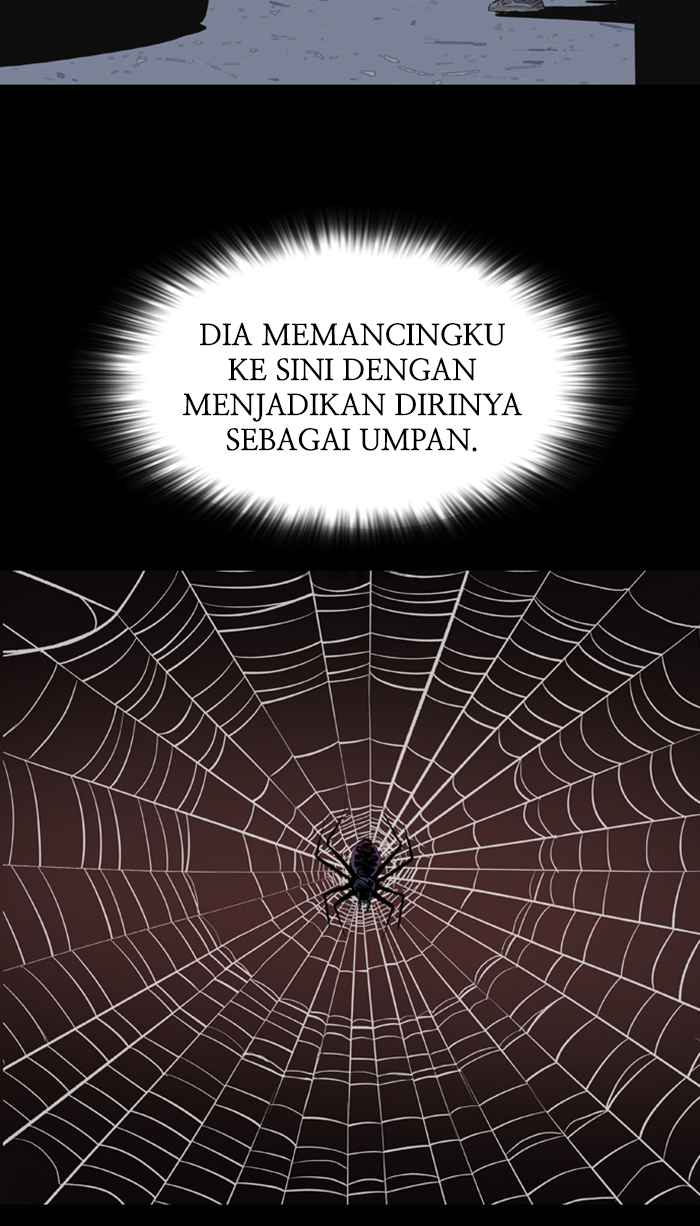 DIA MEMANCINGKU
KE SINI DENGAN
MENJADIKAN DIRINYA
SEBAGAI UMPAN.